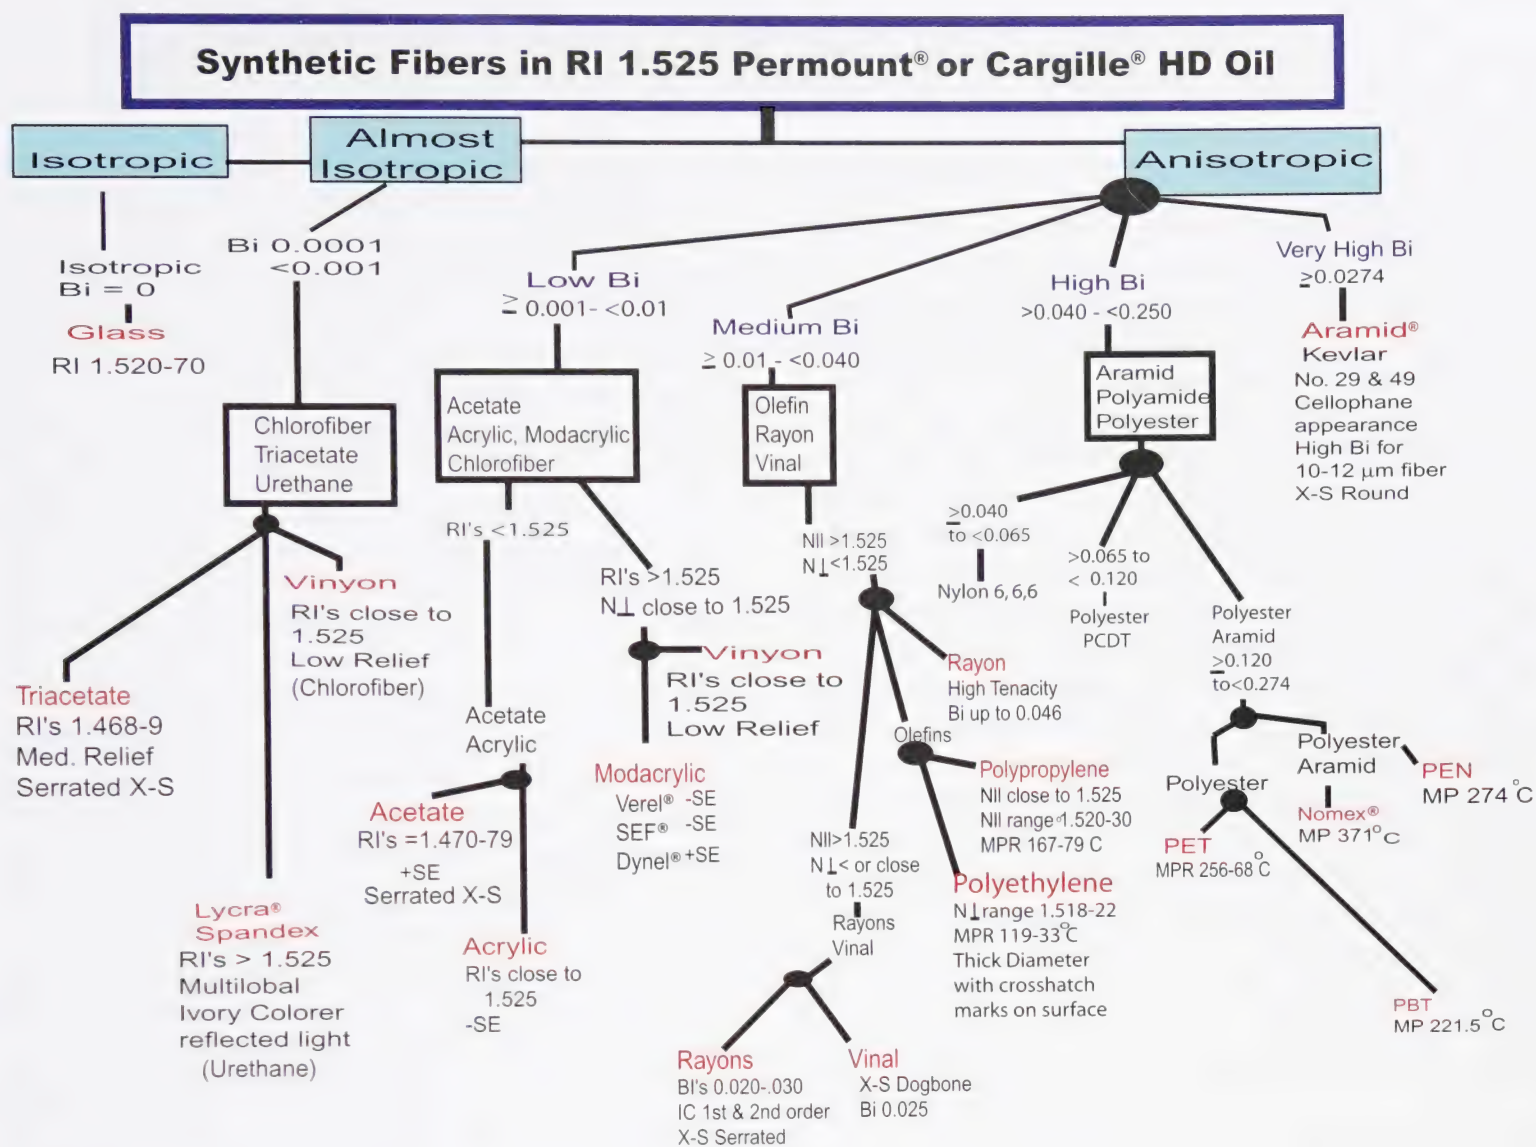 Synthetic Fibers in RI 1.525 Permount® or Cargille® HD Oil
Isotropic
Almost
Isotropic
Anisotropic
Isotropic
Bi = 0
Glass
RI 1.520-70
Bi 0.0001
<0.001
Chlorofiber
Triacetate
Urethane
Triacetate
RI's 1.468-9
Med. Relief
Serrated X-S
Lycra®
Spandex
RI's > 1.525
Multilobal
Ivory Colorer
reflected light
(Urethane)
Vinyon
RI's close to
1.525
Low Relief
(Chlorofiber)
Low Bi
≥ 0.001- <0.01
Acetate
Acrylic, Modacrylic
Chlorofiber
RI's <1.525
Acetate
Acrylic
Acetate
RI's =1.470-79
+SE
Serrated X-S
Acrylic
RI's close to
1.525
-SE
RI's >1.525
N⊥ close to 1.525
Vinyon
RI's close to
1.525
Low Relief
Modacrylic
Verel® -SE
SEF® -SE
Dynel® +SE
Medium Bi
≥ 0.01 - <0.040
Olefin
Rayon
Vinal
NII >1.525
N⊥<1.525
Rayon
High Tenacity
Bi up to 0.046
Olefins
Polypropylene
NII close to 1.525
NII range 1.520-30
MPR 167-79 C
Polyethylene
N⊥range 1.518-22
MPR 119-33°C
Thick Diameter
with crosshatch
marks on surface
NII>1.525
N⊥< or close
to 1.525
Rayons
Vinal
Rayons
BI's 0.020-.030
IC 1st & 2nd order
X-S Serrated
Vinal
X-S Dogbone
Bi 0.025
High Bi
>0.040 - <0.250
Aramid
Polyamide
Polyester
≥0.040
to <0.065
Nylon 6,6,6
>0.065 to
< 0.120
Polyester
PCDT
Polyester
Aramid
≥0.120
to<0.274
Polyester
PET
MPR 256-68°C
PBT
MP 221.5°C
Polyester
Aramid
Nomex®
MP 371°C
PEN
MP 274°C
Very High Bi
≥0.0274
Aramid®
Kevlar
No. 29 & 49
Cellophane
appearance
High Bi for
10-12 µm fiber
X-S Round